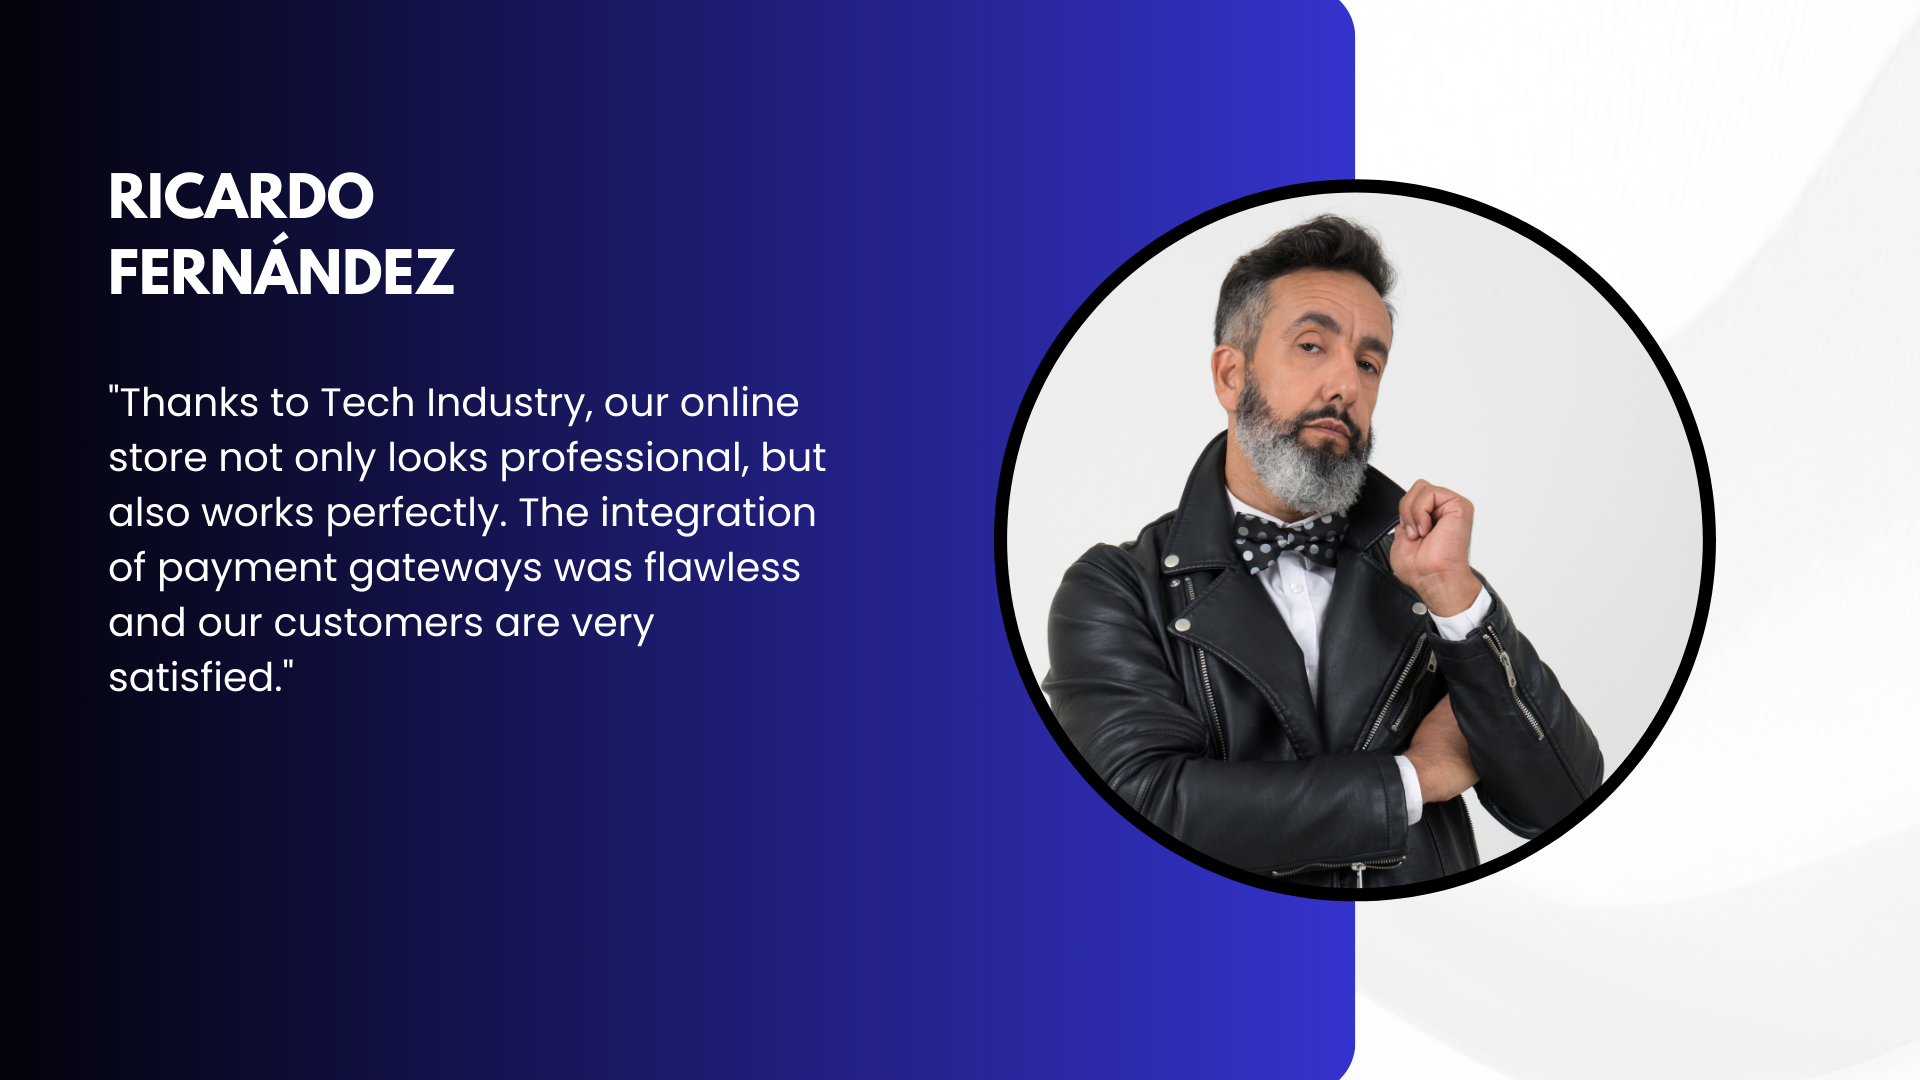 RICARDO
FERNÁNDEZ
"Thanks to Tech Industry, our online
store not only looks professional, but
also works perfectly. The integration
of payment gateways was flawless
and our customers are very
satisfied."